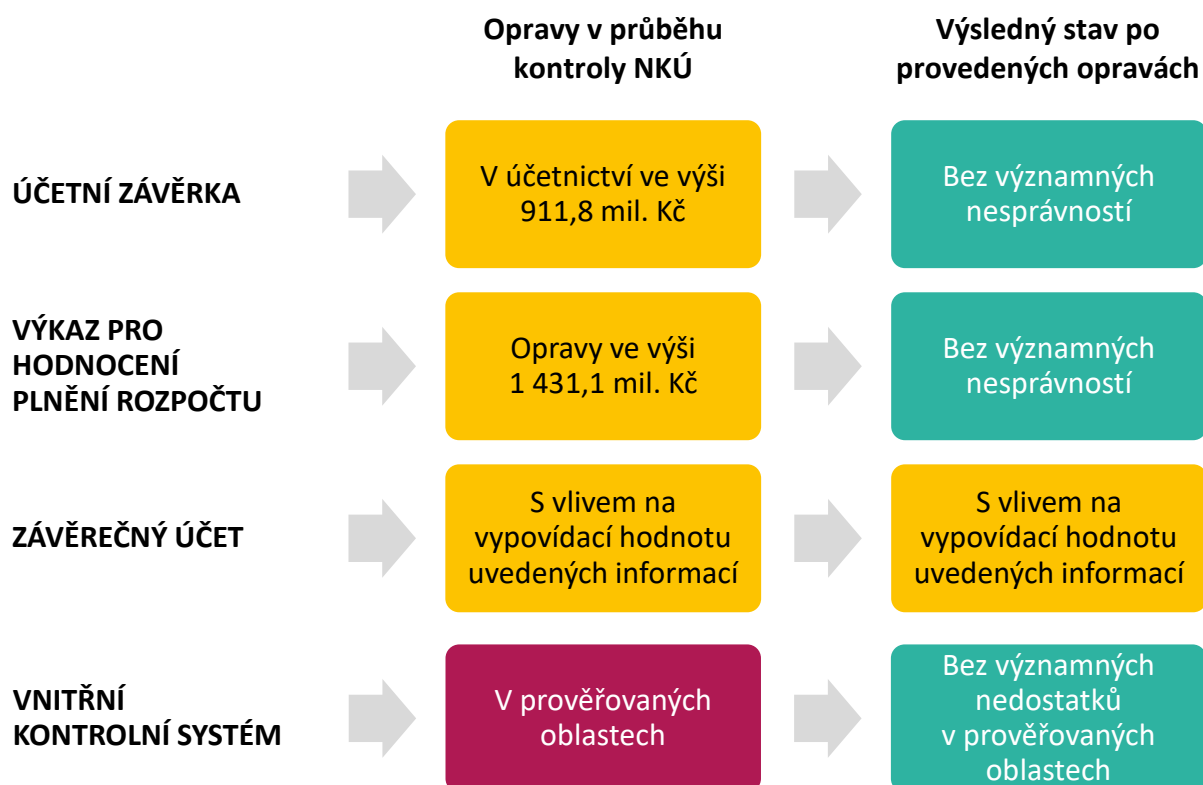 Opravy v průběhu
kontroly NKÚ
Výsledný stav po
provedených opravách
ÚČETNÍ ZÁVĚRKA
V účetnictví ve výši
911,8 mil. Kč
Bez významných
nesprávností
VÝKAZ PRO
HODNOCENÍ
PLNĚNÍ ROZPOČTU
Opravy ve výši
1 431,1 mil. Kč
Bez významných
nesprávností
ZÁVĚREČNÝ ÚČET
S vlivem na
vypovídací hodnotu
uvedených informací
S vlivem na
vypovídací hodnotu
uvedených informací
VNITŘNÍ
KONTROLNÍ SYSTÉM
V prověřovaných
oblastech
Bez významných
nedostatků
v prověřovaných
oblastech